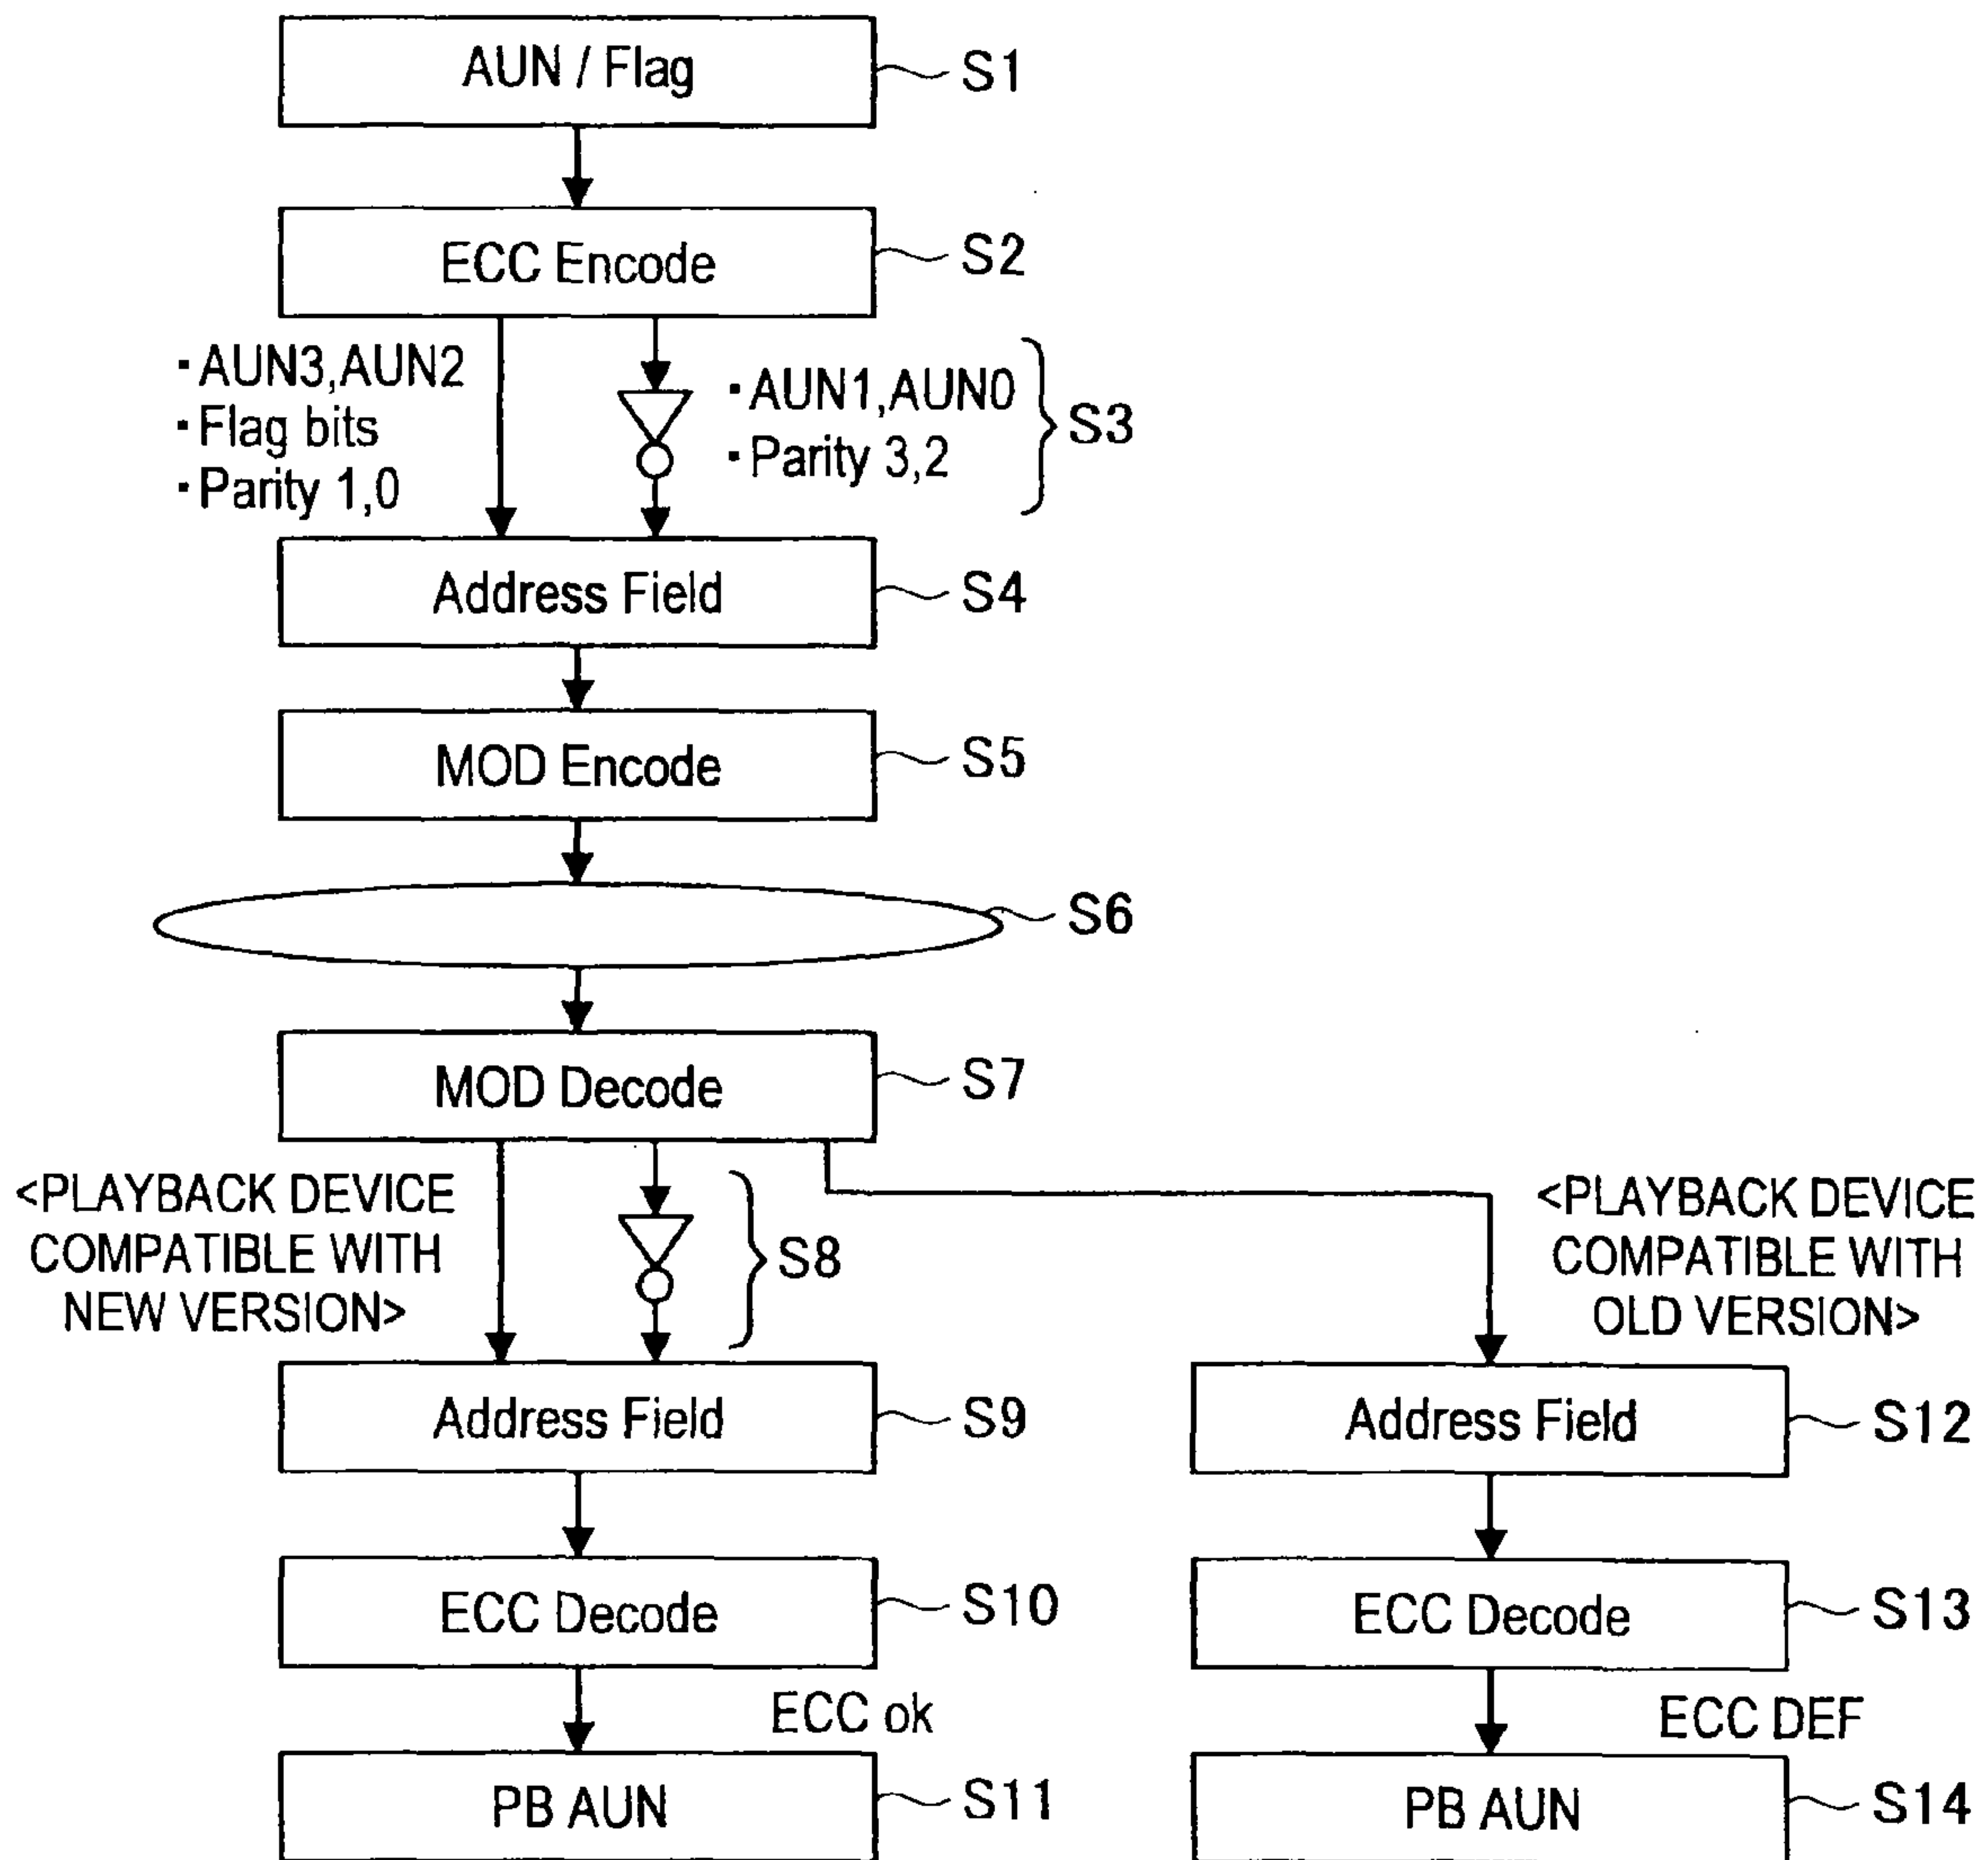 AUN / Flag
S1
ECC Encode
S2
▪AUN3,AUN2
▪Flag bits
▪Parity 1,0
▪AUN1,AUN0
▪Parity 3,2
S3
Address Field
S4
MOD Encode
S5
S6
MOD Decode
S7
<PLAYBACK DEVICE
COMPATIBLE WITH
NEW VERSION>
S8
<PLAYBACK DEVICE
COMPATIBLE WITH
OLD VERSION>
Address Field
S9
Address Field
S12
ECC Decode
S10
ECC Decode
S13
ECC ok
ECC DEF
PB AUN
S11
PB AUN
S14